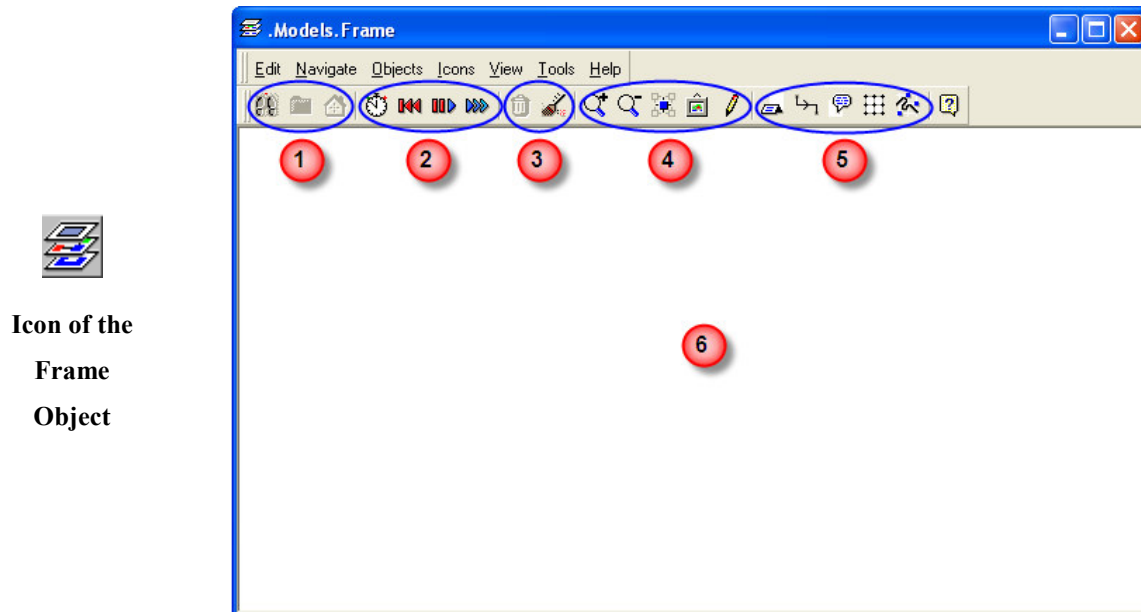 .Models.Frame
Edit Navigate Objects Icons View Tools Help
1 2 3 4 5
6
Icon of the
Frame
Object